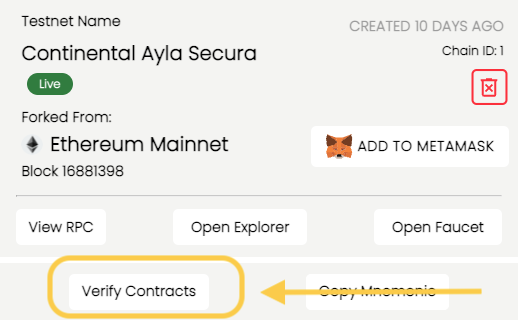 Testnet Name
CREATED 10 DAYS AGO
Continental Ayla Secura
Chain ID: 1
Live
Forked From:
Ethereum Mainnet
ADD TO METAMASK
Block 16881398
View RPC
Open Explorer
Open Faucet
Verify Contracts
Copy Mnemonic